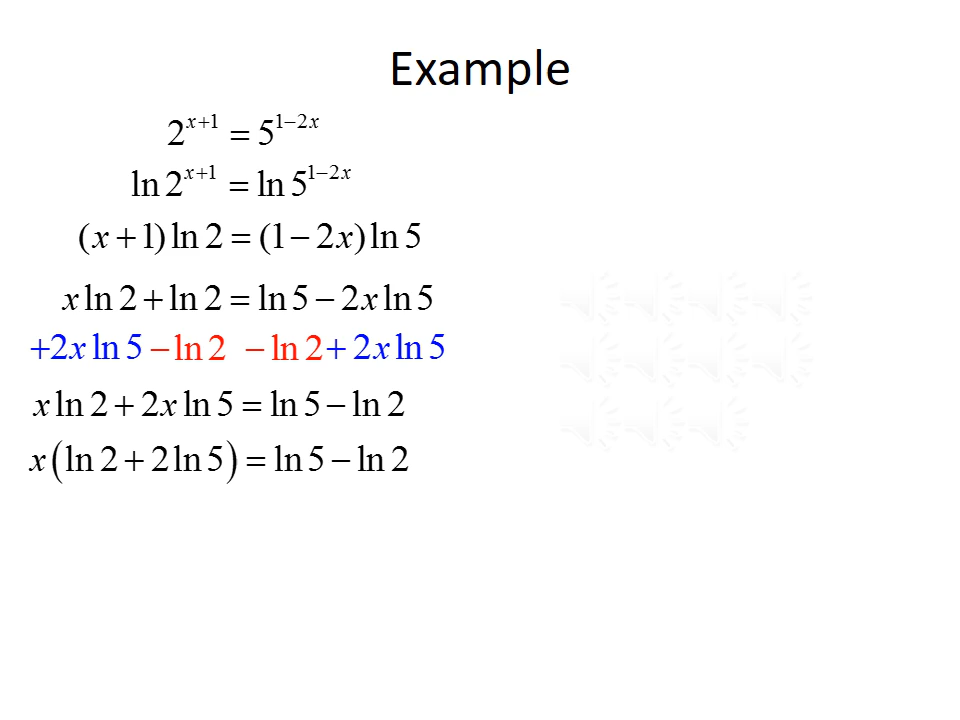 Example
2^{x+1} = 5^{1−2x}
ln 2^{x+1} = ln 5^{1−2x}
(x + 1) ln 2 = (1 − 2x) ln 5
x ln 2 + ln 2 = ln 5 − 2x ln 5
+2x ln 5 − ln 2 − ln 2 + 2x ln 5
x ln 2 + 2x ln 5 = ln 5 − ln 2
x(ln 2 + 2 ln 5) = ln 5 − ln 2